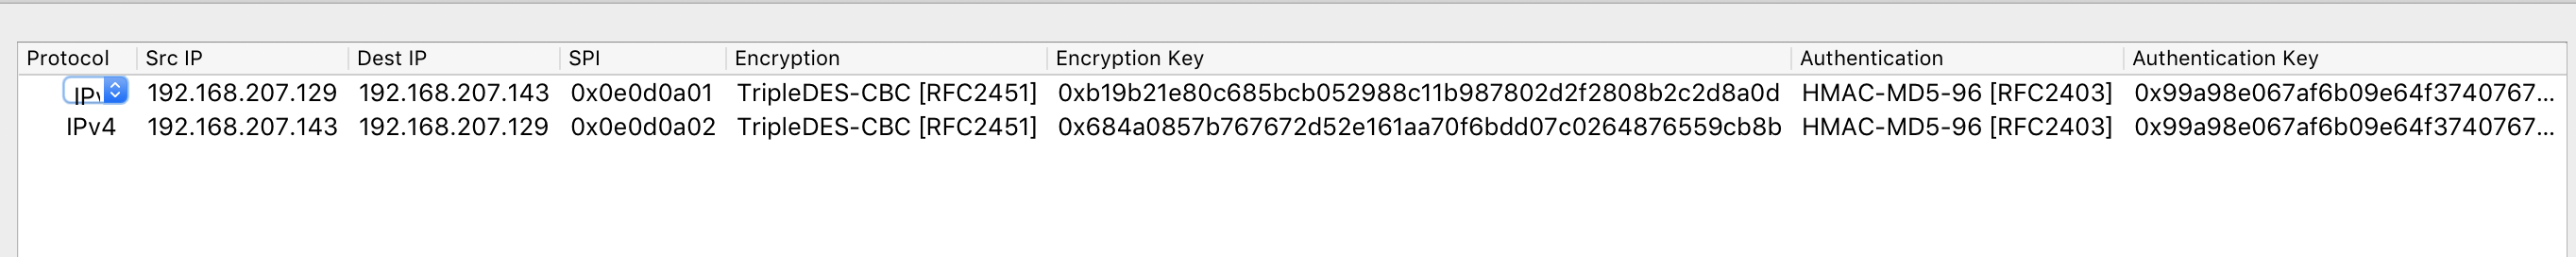 Protocol Src IP Dest IP SPI Encryption Encryption Key Authentication Authentication Key
192.168.207.129 192.168.207.143 0x0e0d0a01 TripleDES-CBC [RFC2451] 0xb19b21e80c685bcb052988c11b987802d2f2808b2c2d8a0d HMAC-MD5-96 [RFC2403] 0x99a98e067af6b09e64f3740767...
IPv4 192.168.207.143 192.168.207.129 0x0e0d0a02 TripleDES-CBC [RFC2451] 0x684a0857b767672d52e161aa70f6bdd07c0264876559cb8b HMAC-MD5-96 [RFC2403] 0x99a98e067af6b09e64f3740767...